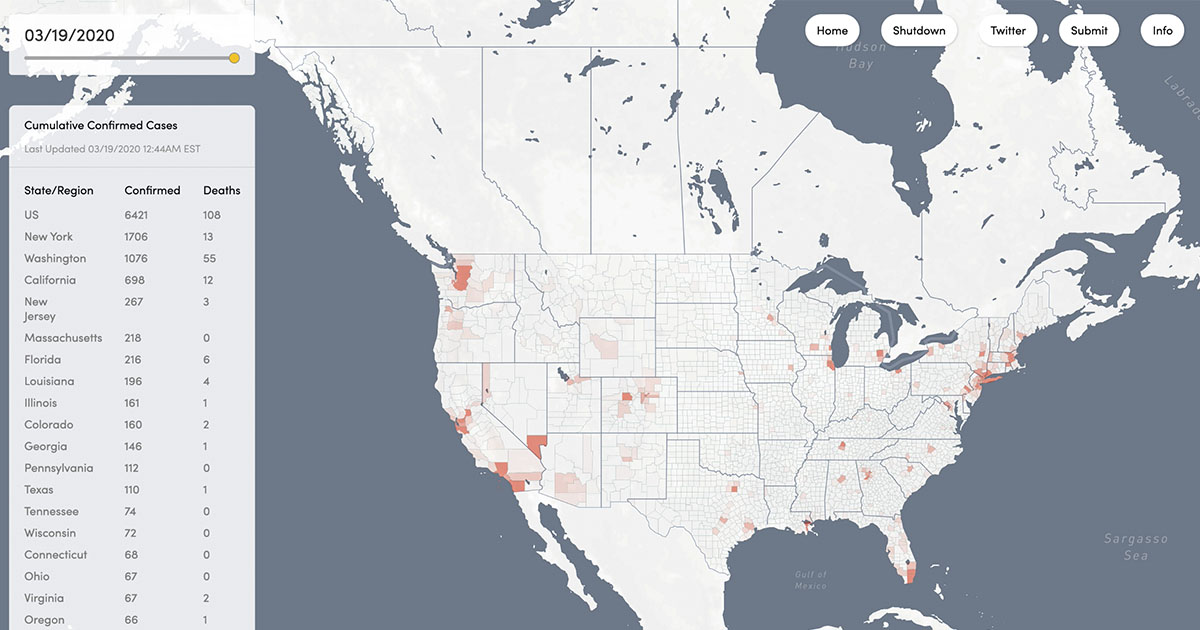 03/19/2020
Home Shutdown Twitter Submit Info
Hudson
Bay
Labrad
Cumulative Confirmed Cases
Last Updated 03/19/2020 12:44AM EST
State/Region Confirmed Deaths
US 6421 108
New York 1706 13
Washington 1076 55
California 698 12
New 267 3
Jersey
Massachusetts 218 0
Florida 216 6
Louisiana 196 4
Illinois 161 1
Colorado 160 2
Georgia 146 1
Pennsylvania 112 0
Texas 110 1
Tennessee 74 0
Wisconsin 72 0
Connecticut 68 0
Ohio 67 0
Virginia 67 2
Oregon 66 1
Sargasso
Sea
Gulf of
Mexico